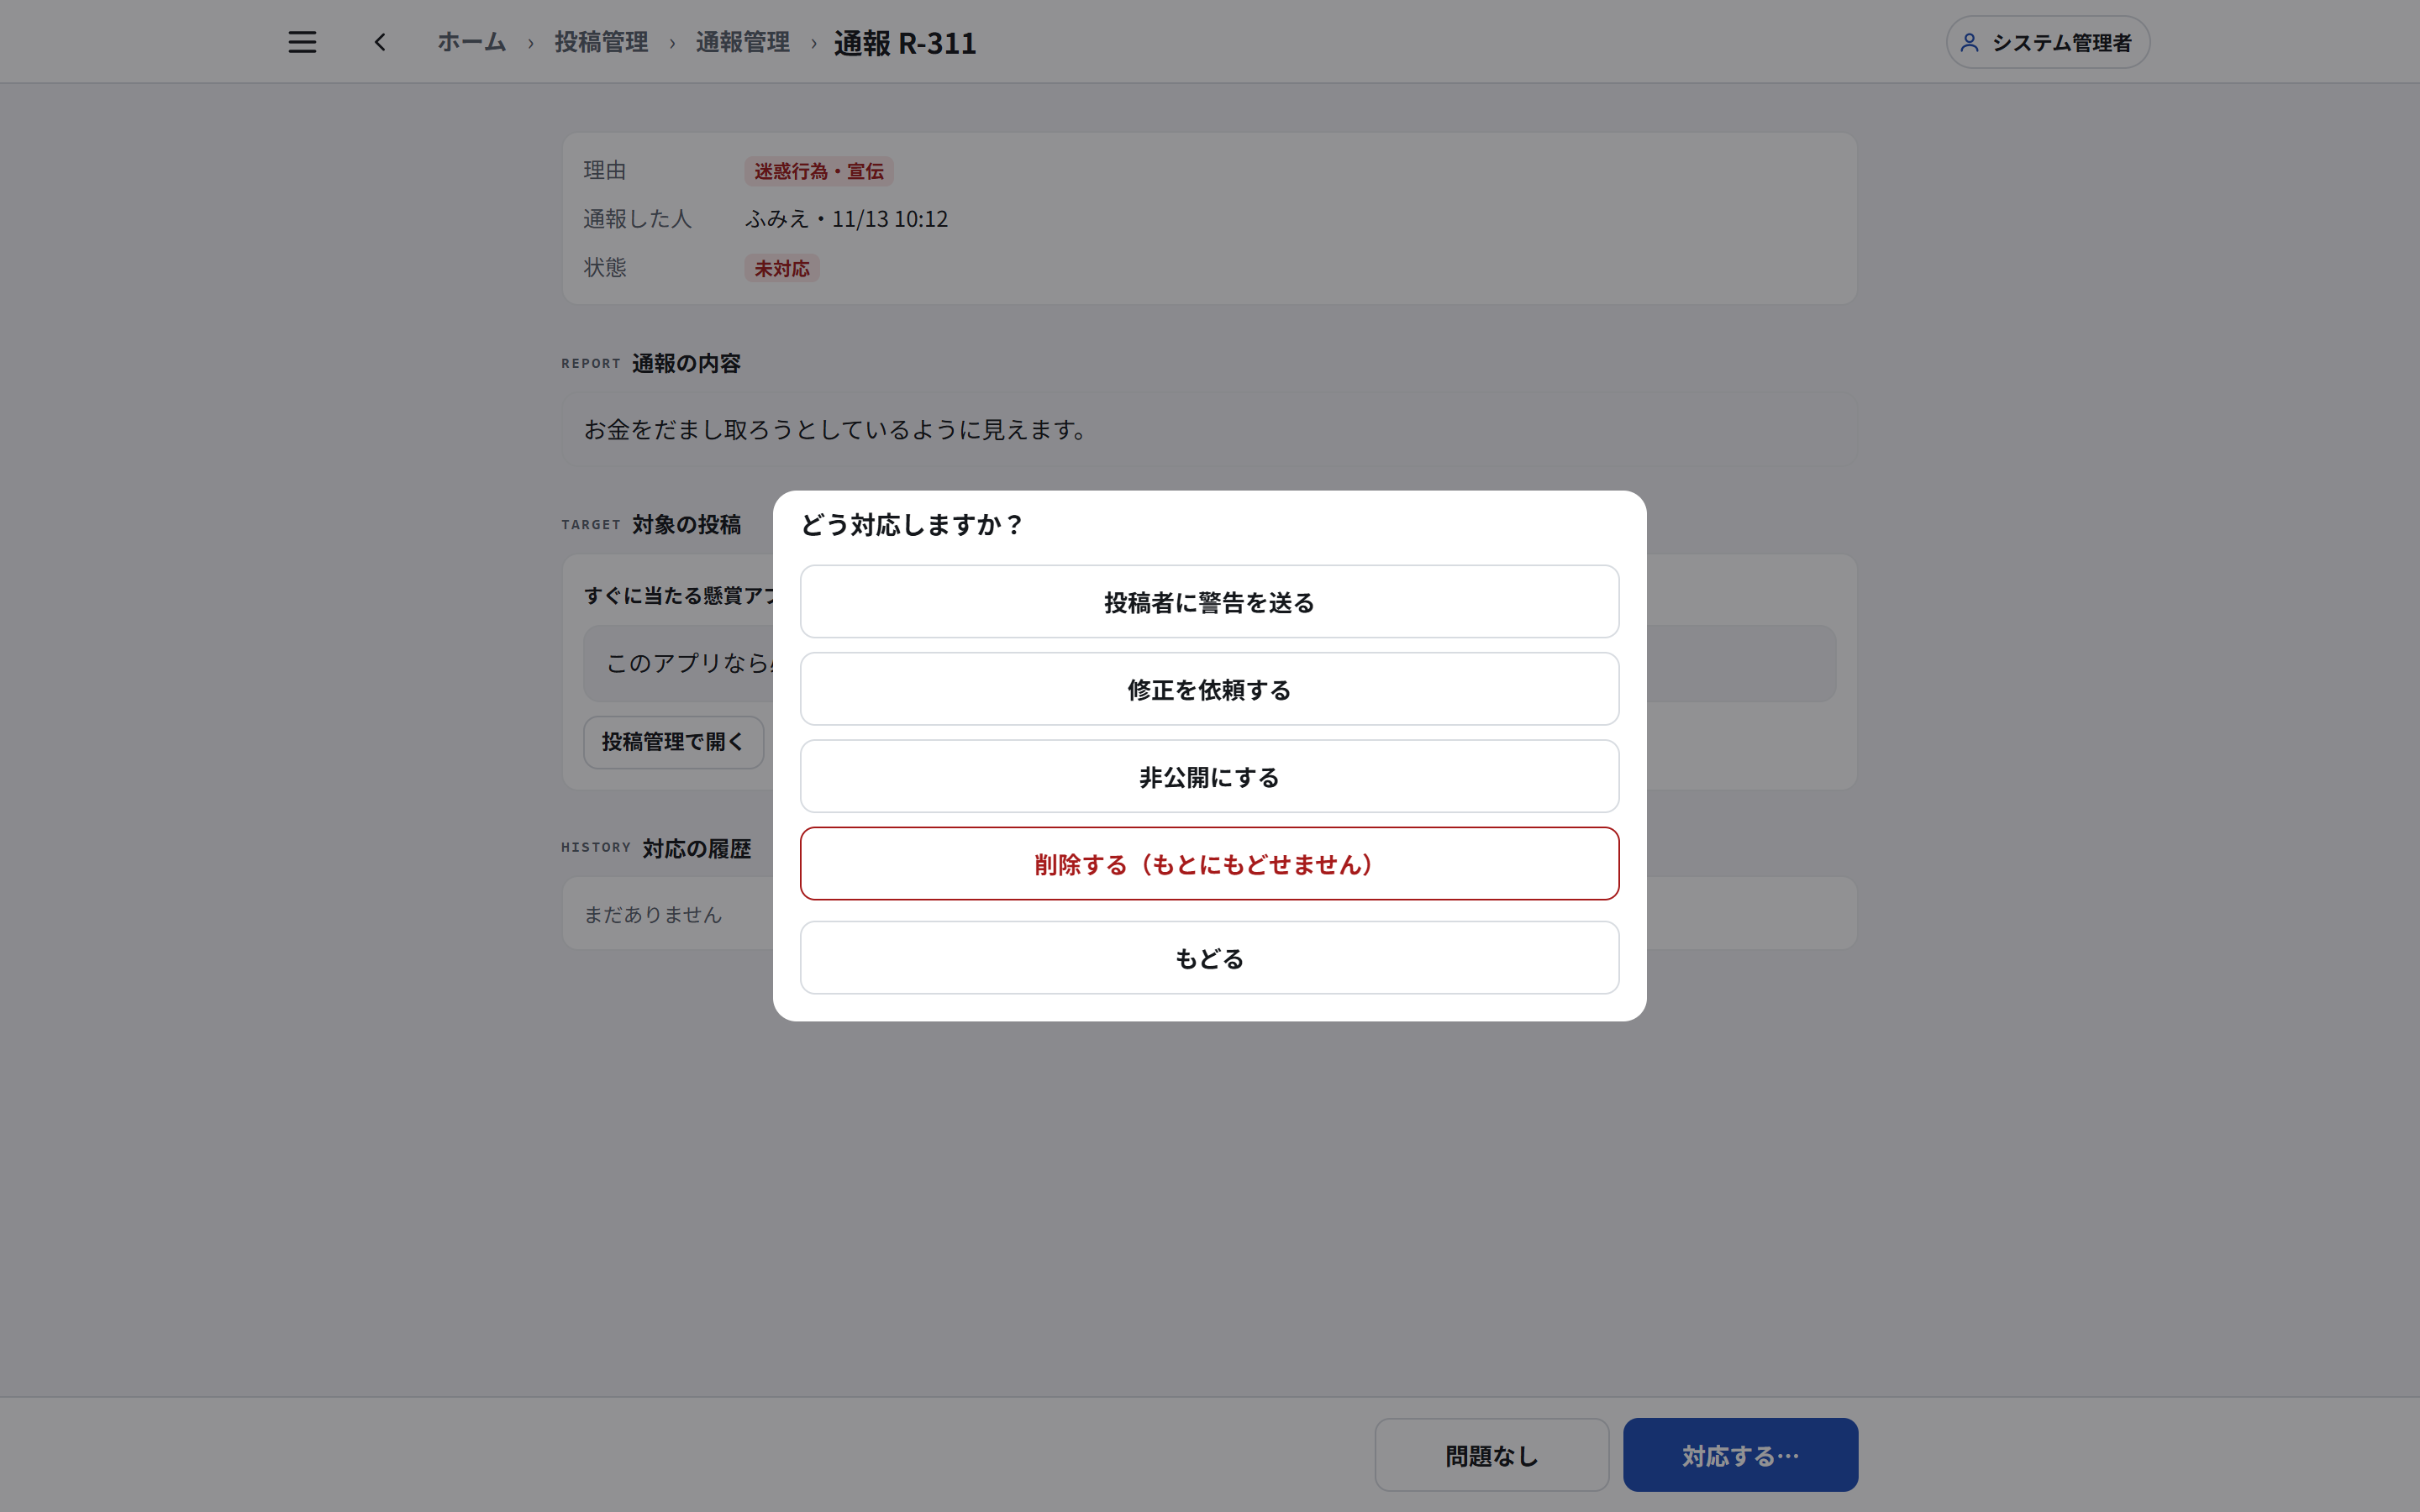 ホーム › 投稿管理 › 通報管理 › 通報 R-311
システム管理者
理由 迷惑行為・宣伝
通報した人 ふみえ・11/13 10:12
状態 未対応
REPORT 通報の内容
お金をだまし取ろうとしているように見えます。
TARGET 対象の投稿
すぐに当たる懸賞ア
このアプリなら
投稿管理で開く
HISTORY 対応の履歴
まだありません
どう対応しますか？
投稿者に警告を送る
修正を依頼する
非公開にする
削除する（もとにもどせません）
もどる
問題なし
対応する…